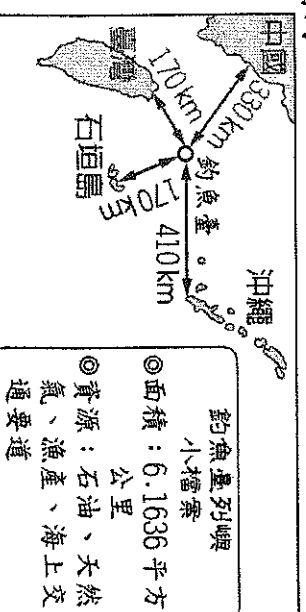 中國
330km
170km
臺灣
釣魚臺
石垣島
170km
410km
沖繩
釣魚臺列嶼
小檔案
◎面積：6.1636平方
公里
◎資源：石油、天然
氣、漁產、海上交
通要道